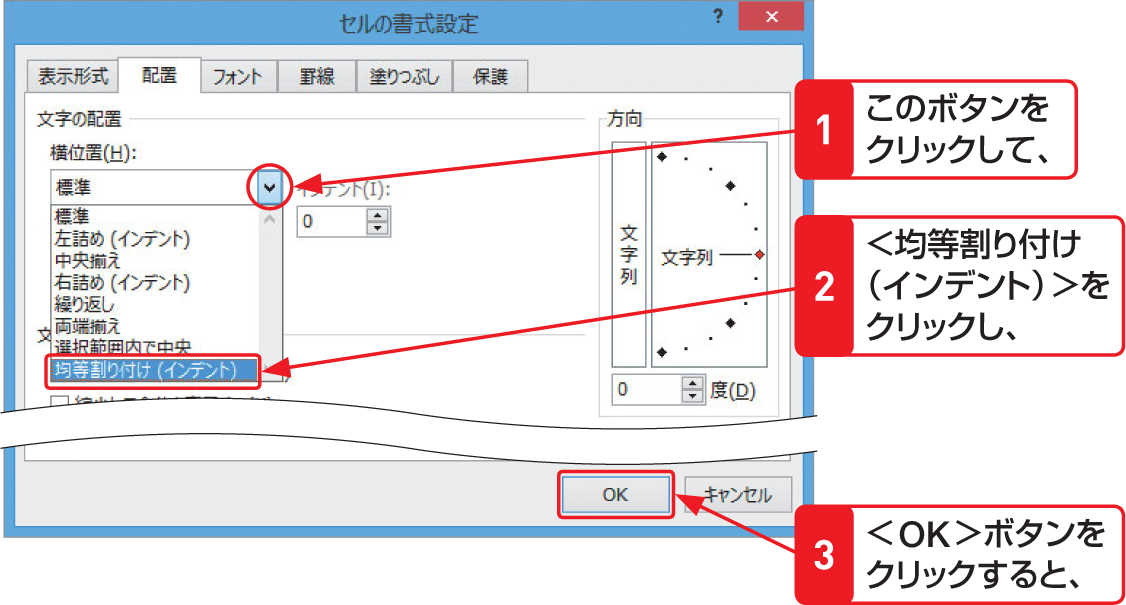 セルの書式設定
?
×
表示形式 配置 フォント 罫線 塗りつぶし 保護
文字の配置
横位置(H):
標準
インデント(I):
0
標準
左詰め (インデント)
中央揃え
右詰め (インデント)
繰り返し
両端揃え
選択範囲内で中央
均等割り付け (インデント)
文
方向
文字列
文字列
0 度(D)
OK
キャンセル
1 このボタンを
クリックして、
2 <均等割り付け
(インデント)>を
クリックし、
3 <OK>ボタンを
クリックすると、